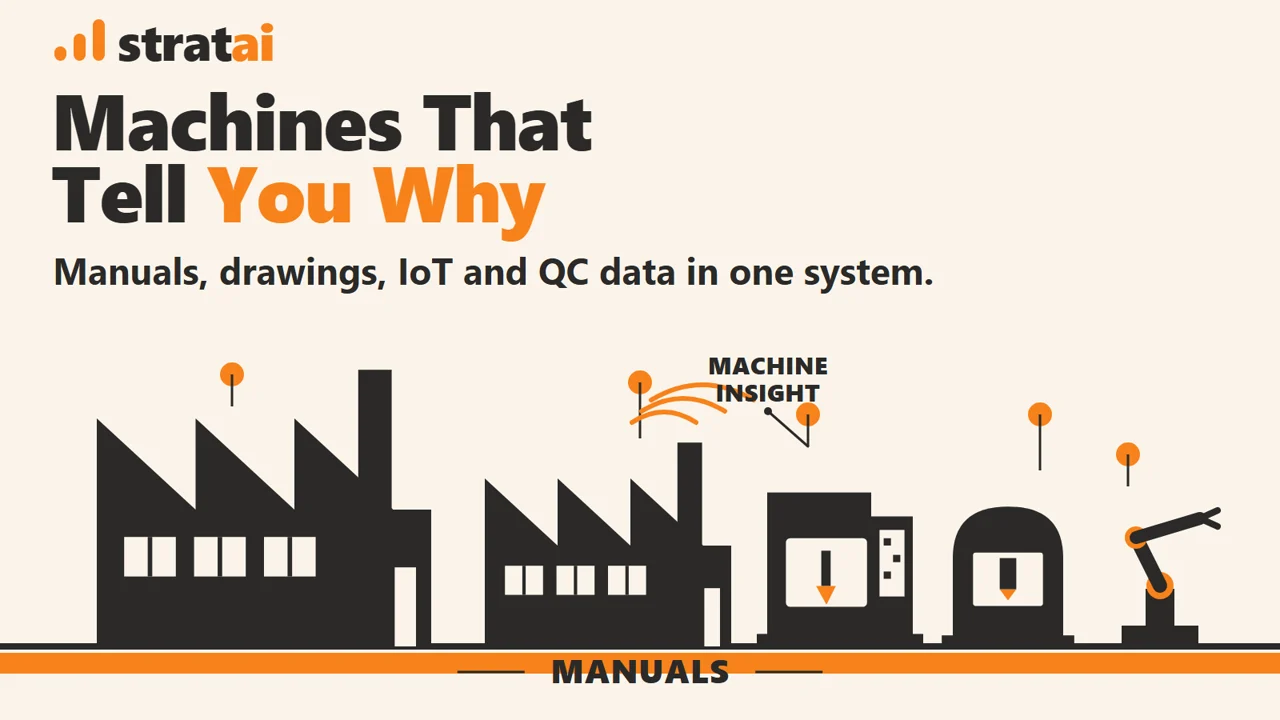 stratai
Machines That
Tell You Why
Manuals, drawings, IoT and QC data in one system.
MACHINE
INSIGHT
MANUALS